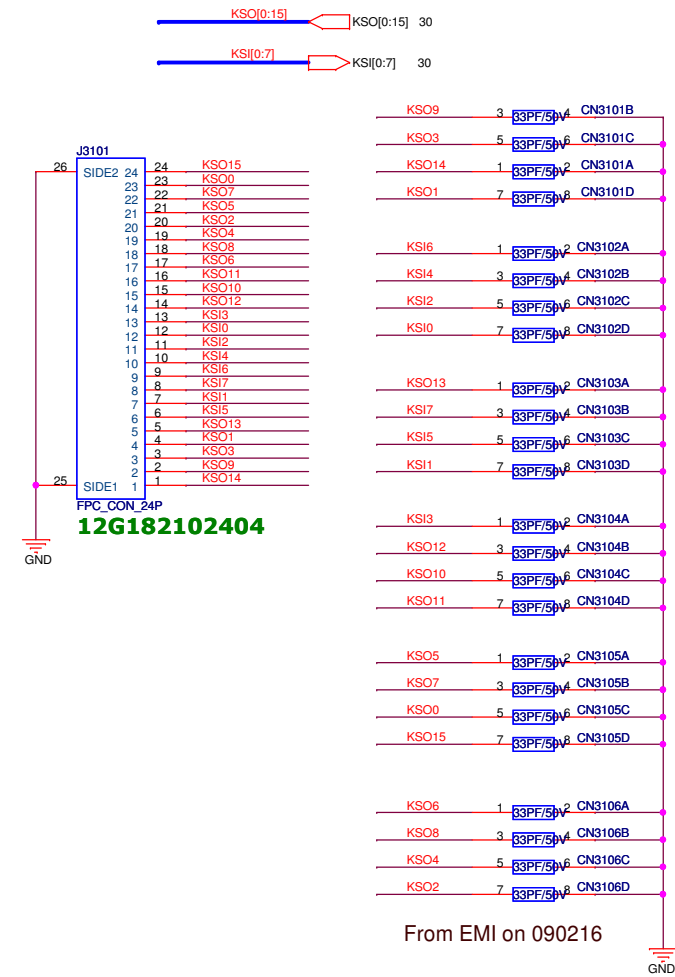 KSO[0:15] KSO[0:15] 30
KSI[0:7] KSI[0:7] 30
J3101
26 SIDE2 24 24 KSO15
23 23 KSO0
22 22 KSO7
21 21 KSO5
20 20 KSO2
19 19 KSO4
18 18 KSO8
17 17 KSO6
16 16 KSO11
15 15 KSO10
14 14 KSO12
13 13 KSI3
12 12 KSI0
11 11 KSI2
10 10 KSI4
9 9 KSI6
8 8 KSI7
7 7 KSI1
6 6 KSI5
5 5 KSO13
4 4 KSO1
3 3 KSO3
2 2 KSO9
25 SIDE1 1 1 KSO14
FPC_CON_24P
12G182102404
GND
KSO9 3 33PF/50V 4 CN3101B
KSO3 5 33PF/50V 6 CN3101C
KSO14 1 33PF/50V 2 CN3101A
KSO1 7 33PF/50V 8 CN3101D
KSI6 1 33PF/50V 2 CN3102A
KSI4 3 33PF/50V 4 CN3102B
KSI2 5 33PF/50V 6 CN3102C
KSI0 7 33PF/50V 8 CN3102D
KSO13 1 33PF/50V 2 CN3103A
KSI7 3 33PF/50V 4 CN3103B
KSI5 5 33PF/50V 6 CN3103C
KSI1 7 33PF/50V 8 CN3103D
KSI3 1 33PF/50V 2 CN3104A
KSO12 3 33PF/50V 4 CN3104B
KSO10 5 33PF/50V 6 CN3104C
KSO11 7 33PF/50V 8 CN3104D
KSO5 1 33PF/50V 2 CN3105A
KSO7 3 33PF/50V 4 CN3105B
KSO0 5 33PF/50V 6 CN3105C
KSO15 7 33PF/50V 8 CN3105D
KSO6 1 33PF/50V 2 CN3106A
KSO8 3 33PF/50V 4 CN3106B
KSO4 5 33PF/50V 6 CN3106C
KSO2 7 33PF/50V 8 CN3106D
From EMI on 090216
GND